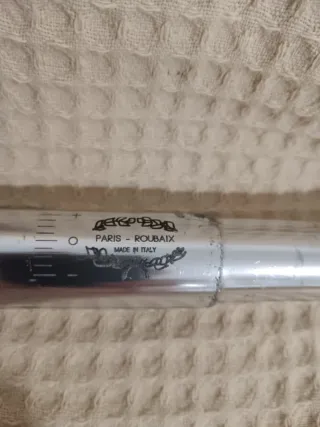 PARIS - ROUBAIX
MADE IN ITALY
+
O
-